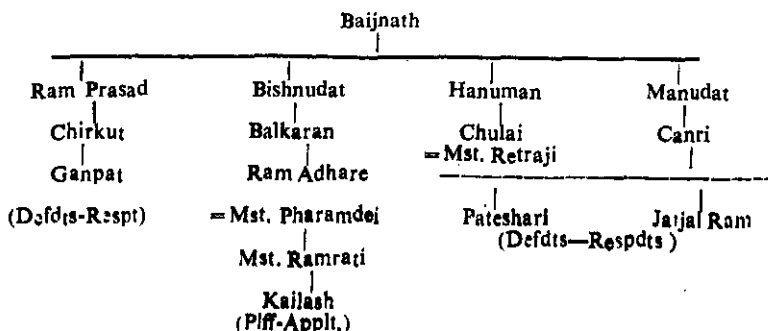 Baijnath
Ram Prasad Bishnudat Hanuman Manudat
Chirkut Balkaran Chulai Canri
=Mst. Retraji
Ganpat Ram Adhare
(Defdts-Respt) =Mst. Pharamdei Pateshari Jatjal Ram
(Defdts—Respdts)
Mst. Ramrati
Kailash
(Plff-Applt.)